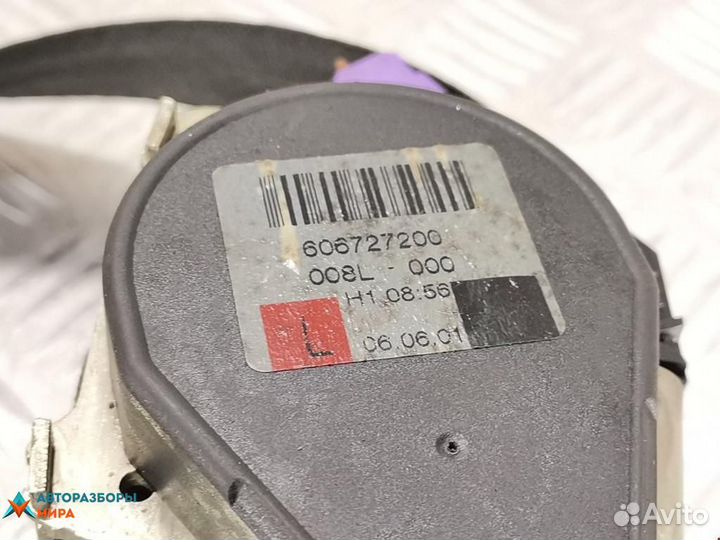 606727200
008L - 000
H1 08:56
L 06.06.01
АВТОРАЗБОРЫ
МИРА
Avito